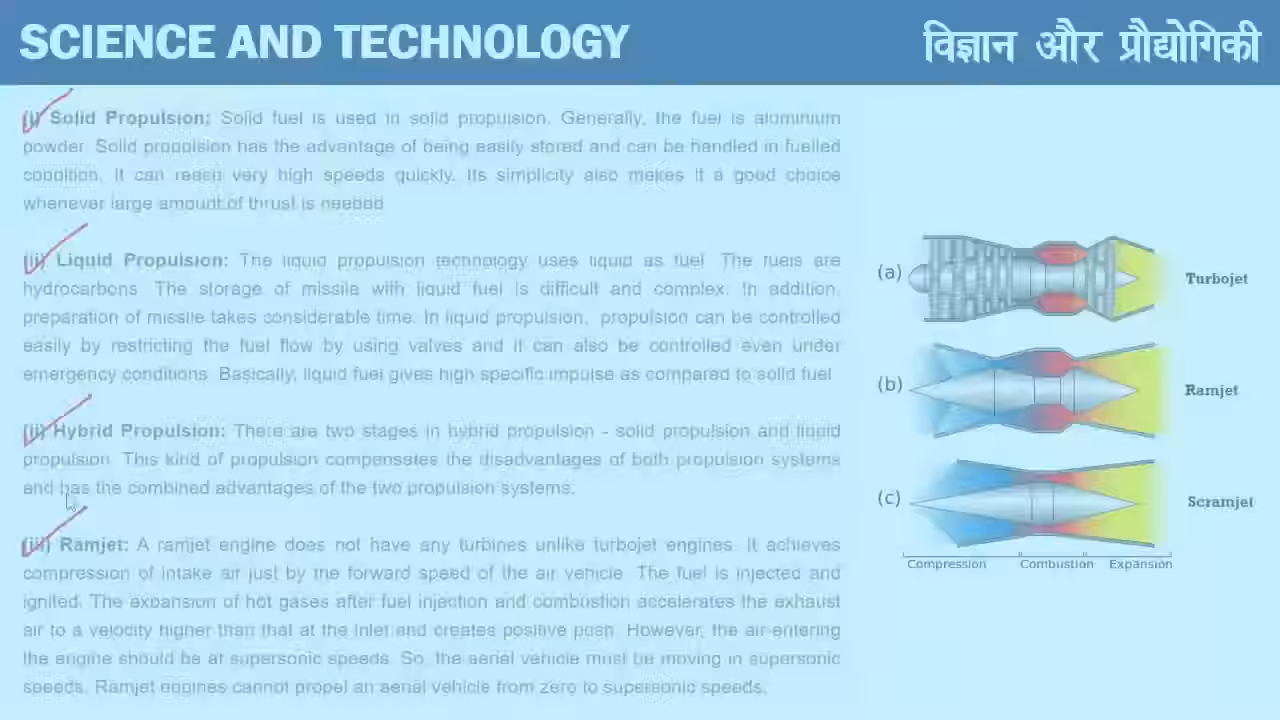 SCIENCE AND TECHNOLOGY
विज्ञान और प्रौद्योगिकी
(i) Solid Propulsion: Solid fuel is used in solid propulsion. Generally, the fuel is aluminium
powder. Solid propulsion has the advantage of being easily stored and can be handled in fuelled
condition. It can reach very high speeds quickly. Its simplicity also makes it a good choice
whenever large amount of thrust is needed
(ii) Liquid Propulsion: The liquid propulsion technology uses liquid as fuel. The fuels are
hydrocarbons. The storage of missile with liquid fuel is difficult and complex. In addition,
preparation of missile takes considerable time. In liquid propulsion, propulsion can be controlled
easily by restricting the fuel flow by using valves and it can also be controlled even under
emergency conditions. Basically, liquid fuel gives high specific impulse as compared to solid fuel.
(ii) Hybrid Propulsion: There are two stages in hybrid propulsion - solid propulsion and liquid
propulsion. This kind of propulsion compensates the disadvantages of both propulsion systems
and has the combined advantages of the two propulsion systems.
(iii) Ramjet: A ramjet engine does not have any turbines unlike turbojet engines. It achieves
compression of intake air just by the forward speed of the air vehicle. The fuel is injected and
ignited. The expansion of hot gases after fuel injection and combustion accelerates the exhaust
air to a velocity higher than that at the inlet and creates positive push. However, the air entering
the engine should be at supersonic speeds. So, the aerial vehicle must be moving in supersonic
speeds. Ramjet engines cannot propel an aerial vehicle from zero to supersonic speeds.
(a) Turbojet
(b) Ramjet
(c) Scramjet
Compression Combustion Expansion